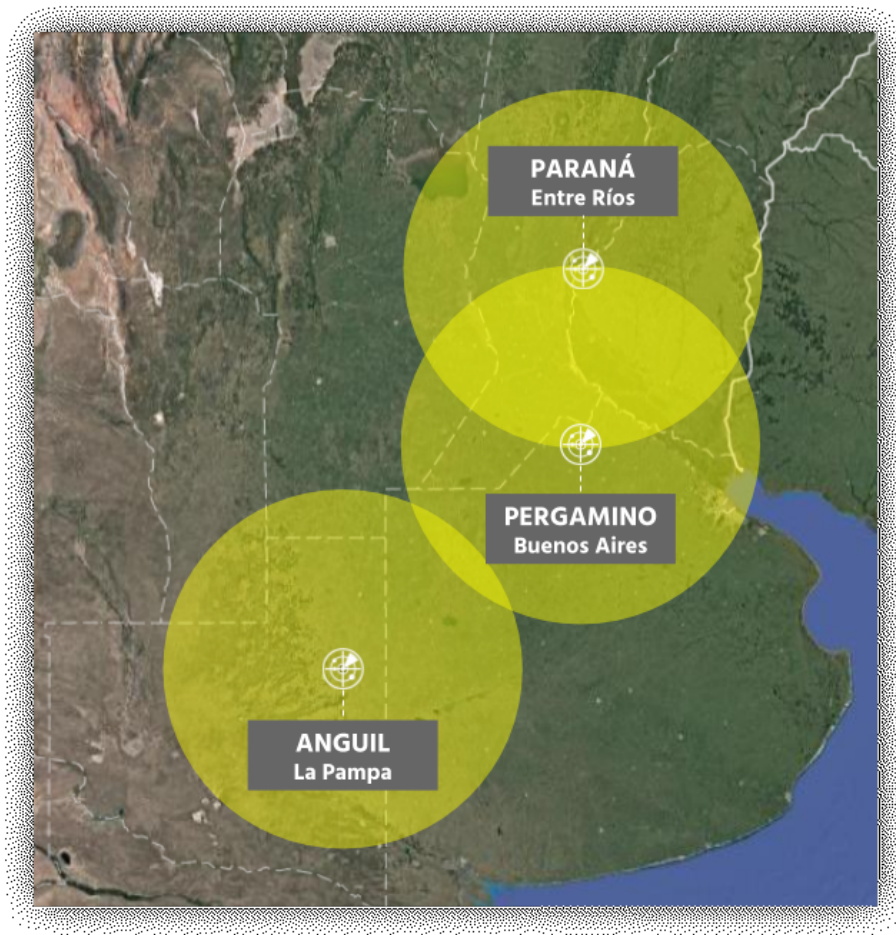 PARANÁ
Entre Ríos
PERGAMINO
Buenos Aires
ANGUIL
La Pampa